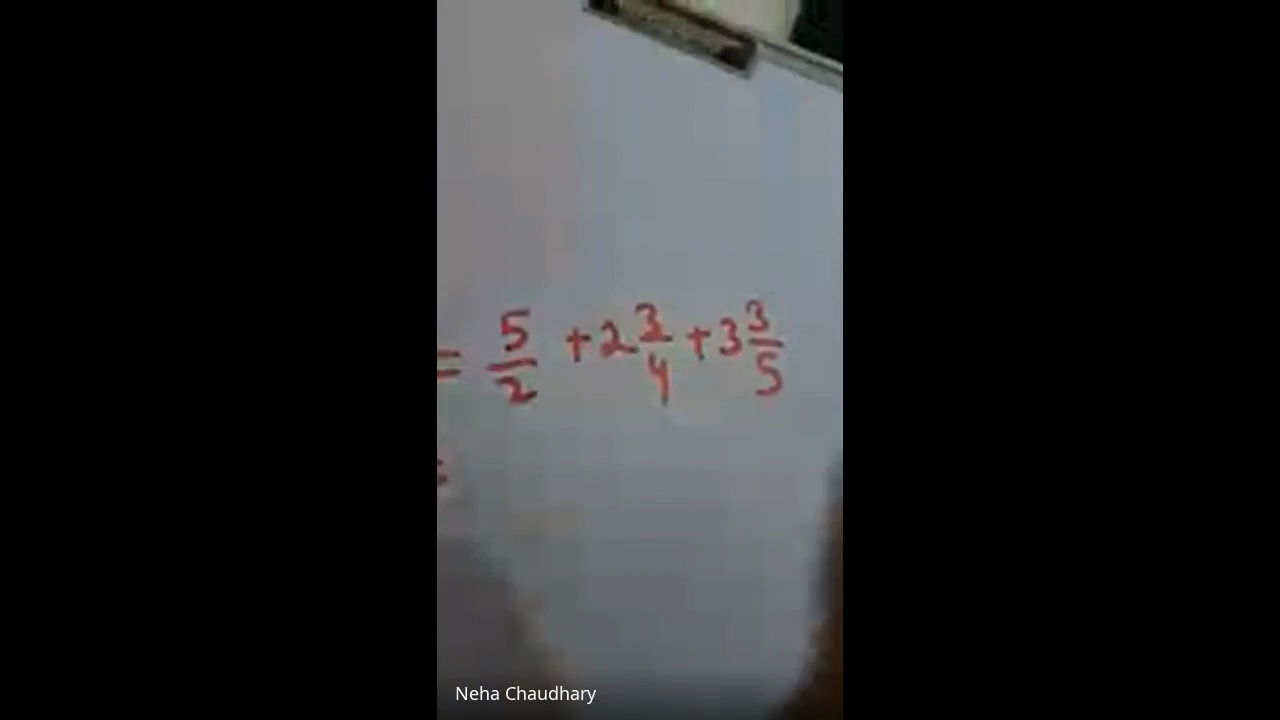 = 5/2 + 2 3/4 + 3 3/5
=
Neha Chaudhary